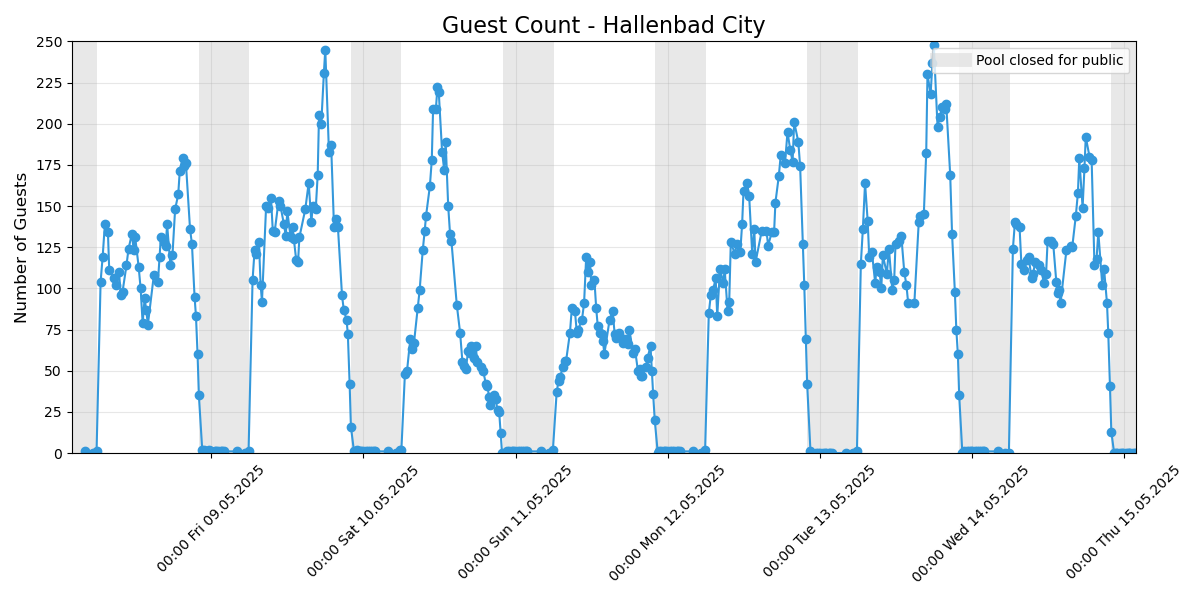 Guest Count - Hallenbad City
Pool closed for public
Number of Guests
250
225
200
175
150
125
100
75
50
25
0
00:00 Fri 09.05.2025
00:00 Sat 10.05.2025
00:00 Sun 11.05.2025
00:00 Mon 12.05.2025
00:00 Tue 13.05.2025
00:00 Wed 14.05.2025
00:00 Thu 15.05.2025